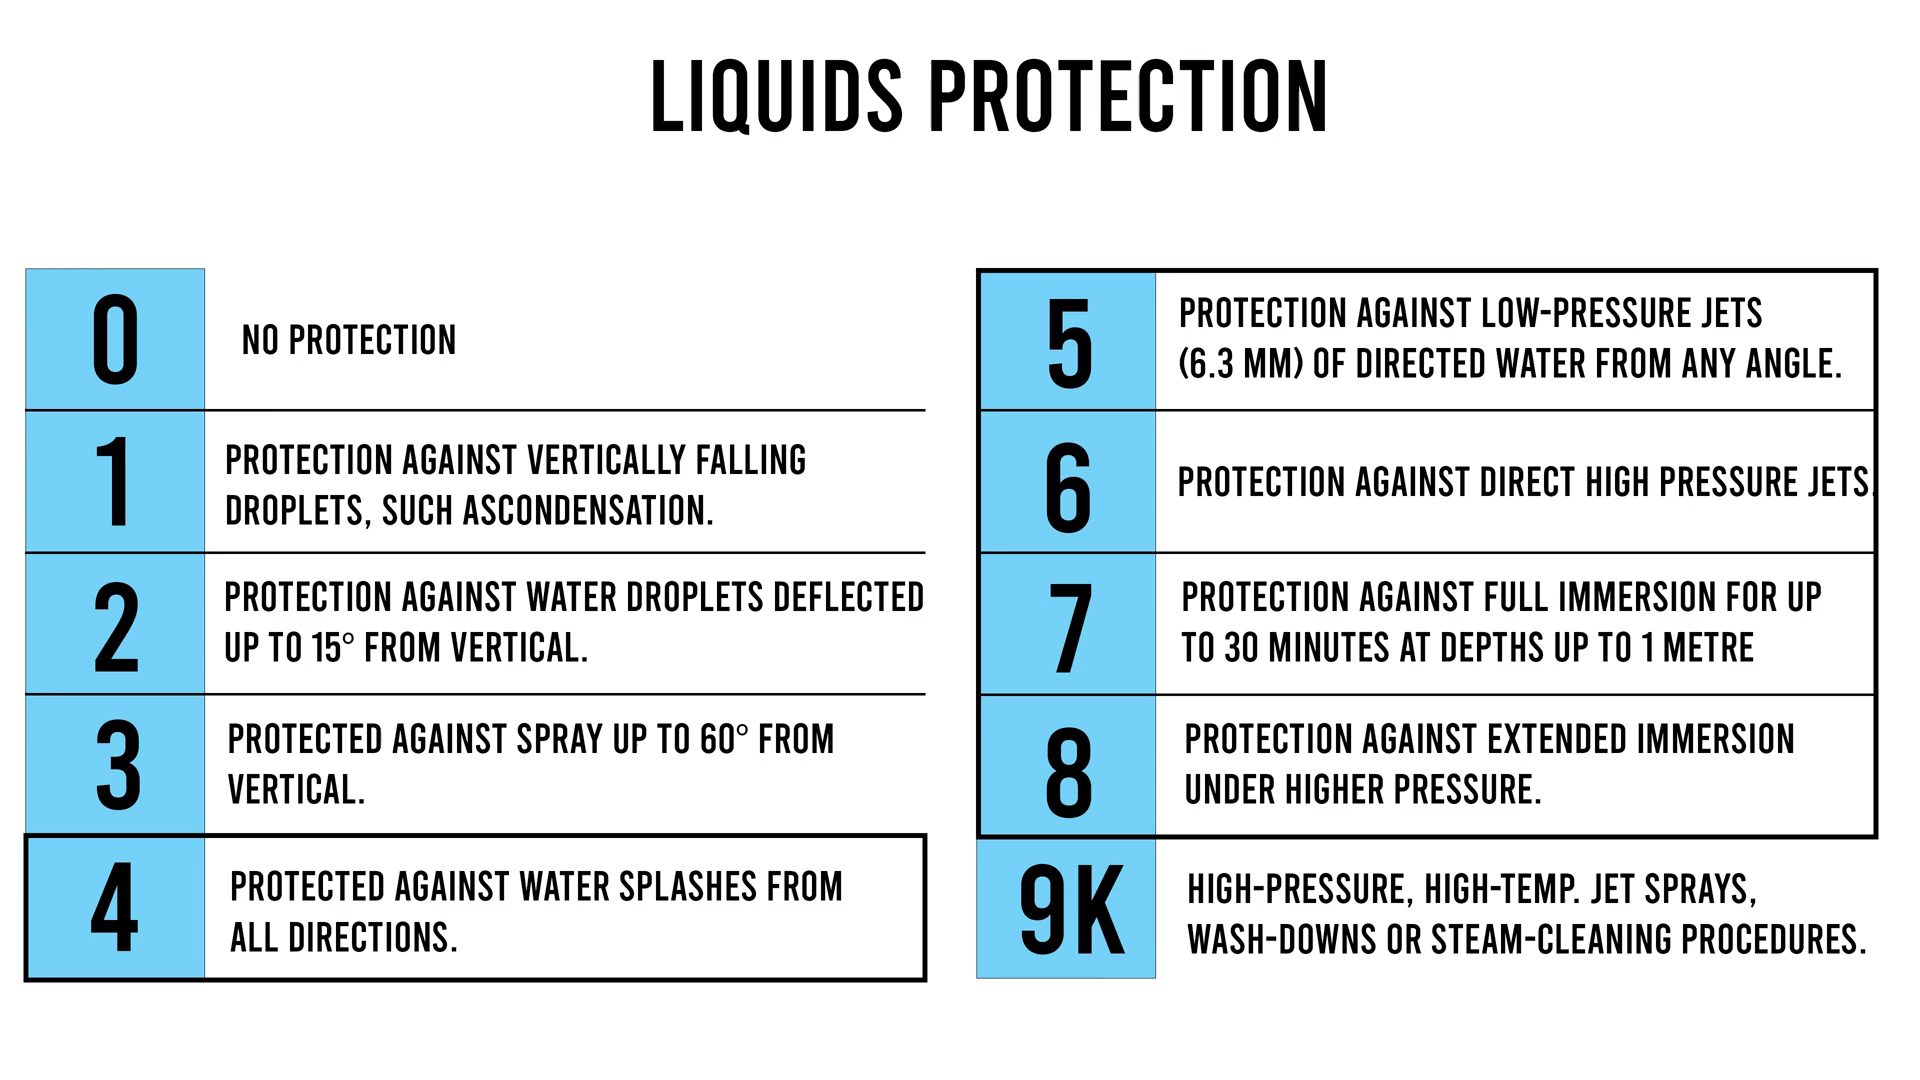 LIQUIDS PROTECTION
0
NO PROTECTION
1
PROTECTION AGAINST VERTICALLY FALLING
DROPLETS, SUCH ASCONDENSATION.
2
PROTECTION AGAINST WATER DROPLETS DEFLECTED
UP TO 15° FROM VERTICAL.
3
PROTECTED AGAINST SPRAY UP TO 60° FROM
VERTICAL.
4
PROTECTED AGAINST WATER SPLASHES FROM
ALL DIRECTIONS.
5
PROTECTION AGAINST LOW-PRESSURE JETS
(6.3 MM) OF DIRECTED WATER FROM ANY ANGLE.
6
PROTECTION AGAINST DIRECT HIGH PRESSURE JETS.
7
PROTECTION AGAINST FULL IMMERSION FOR UP
TO 30 MINUTES AT DEPTHS UP TO 1 METRE
8
PROTECTION AGAINST EXTENDED IMMERSION
UNDER HIGHER PRESSURE.
9K
HIGH-PRESSURE, HIGH-TEMP. JET SPRAYS,
WASH-DOWNS OR STEAM-CLEANING PROCEDURES.